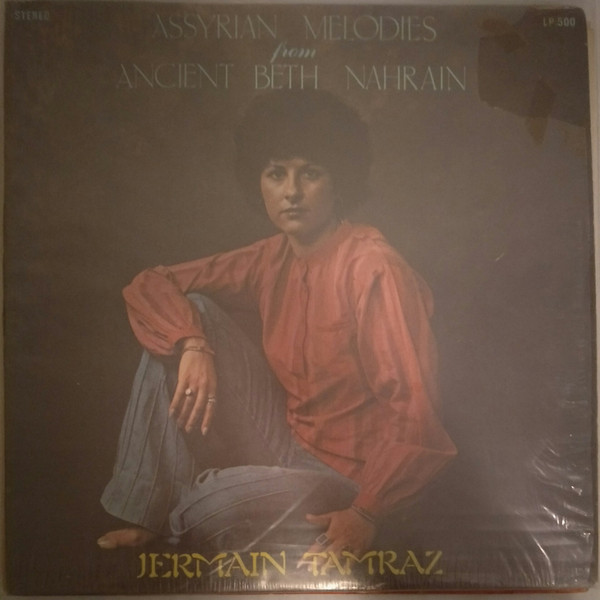 STEREO
LP 500
ASSYRIAN MELODIES
from
ANCIENT BETH NAHRAIN
JERMAIN TAMRAZ